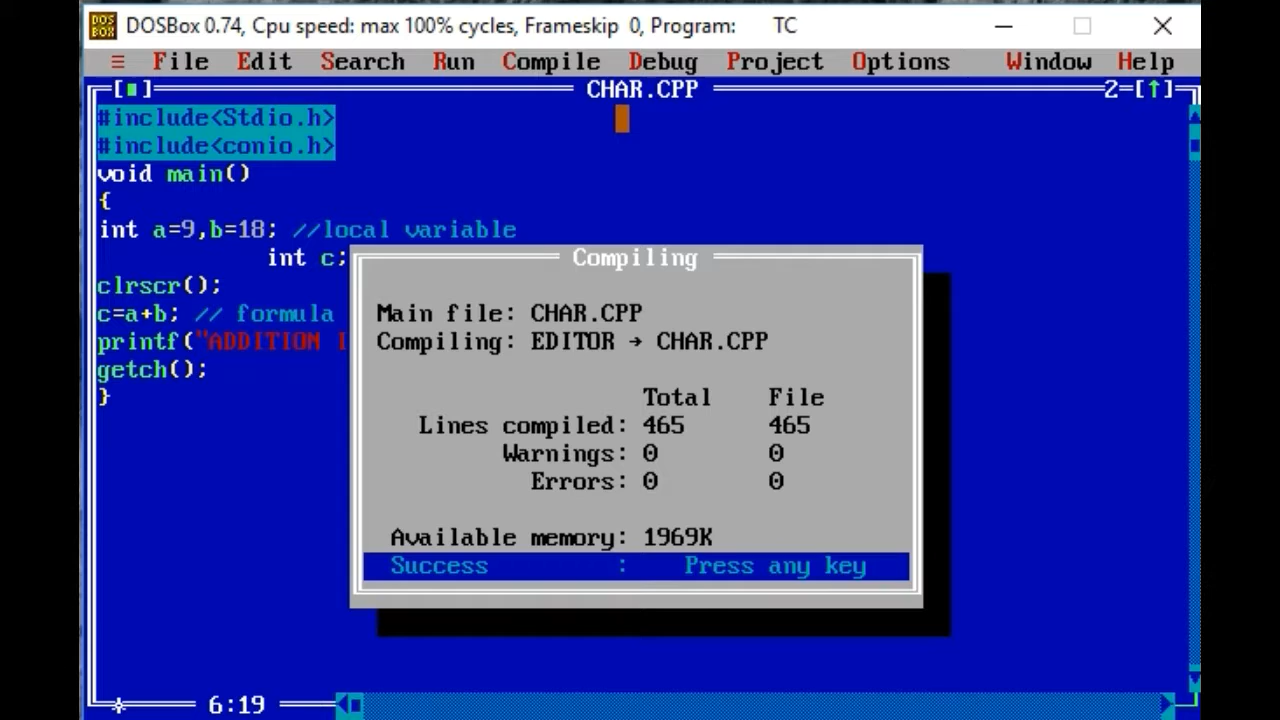 DOS BOX DOSBox 0.74, Cpu speed: max 100% cycles, Frameskip 0, Program: TC
≡ File Edit Search Run Compile Debug Project Options Window Help
[■] CHAR.CPP 2=[↑]
#include<Stdio.h>
#include<conio.h>
void main()
{
int a=9,b=18; //local variable
int c;
clrscr();
c=a+b; // formula
printf("ADDITION I
getch();
}
Compiling
Main file: CHAR.CPP
Compiling: EDITOR → CHAR.CPP
Total File
Lines compiled: 465 465
Warnings: 0 0
Errors: 0 0
Available memory: 1969K
Success : Press any key
6:19